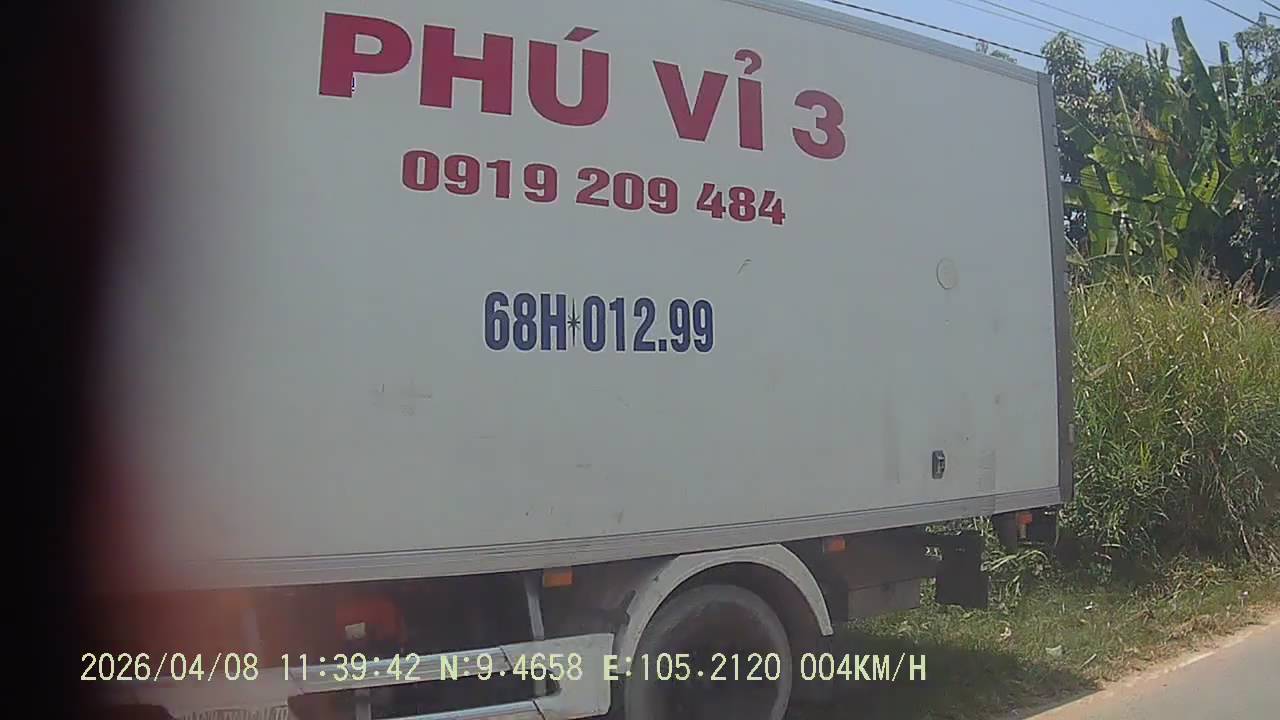 PHÚ VỈ 3
0919 209 484
68H*012.99
2026/04/08 11:39:42 N:9.4658 E:105.2120 004KM/H